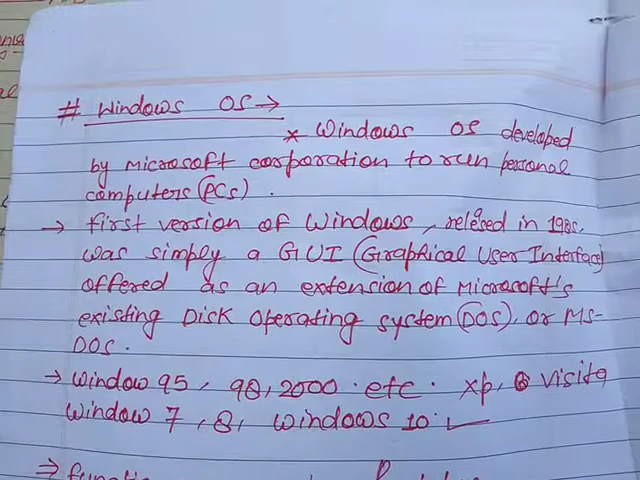 # Windows OS →
* Windows OS developed
by Microsoft corporation to run personal
computers (PCs).
→ first version of Windows, relesed in 1985,
was simply a GUI (Graphical User Interface)
offered as an extension of Microsoft's
existing Disk operating system (DOS), or MS-
DOS.
→ Window 95, 98, 2000 etc. xp, visita
Window 7, 8, Windows 10.
⇒ functio